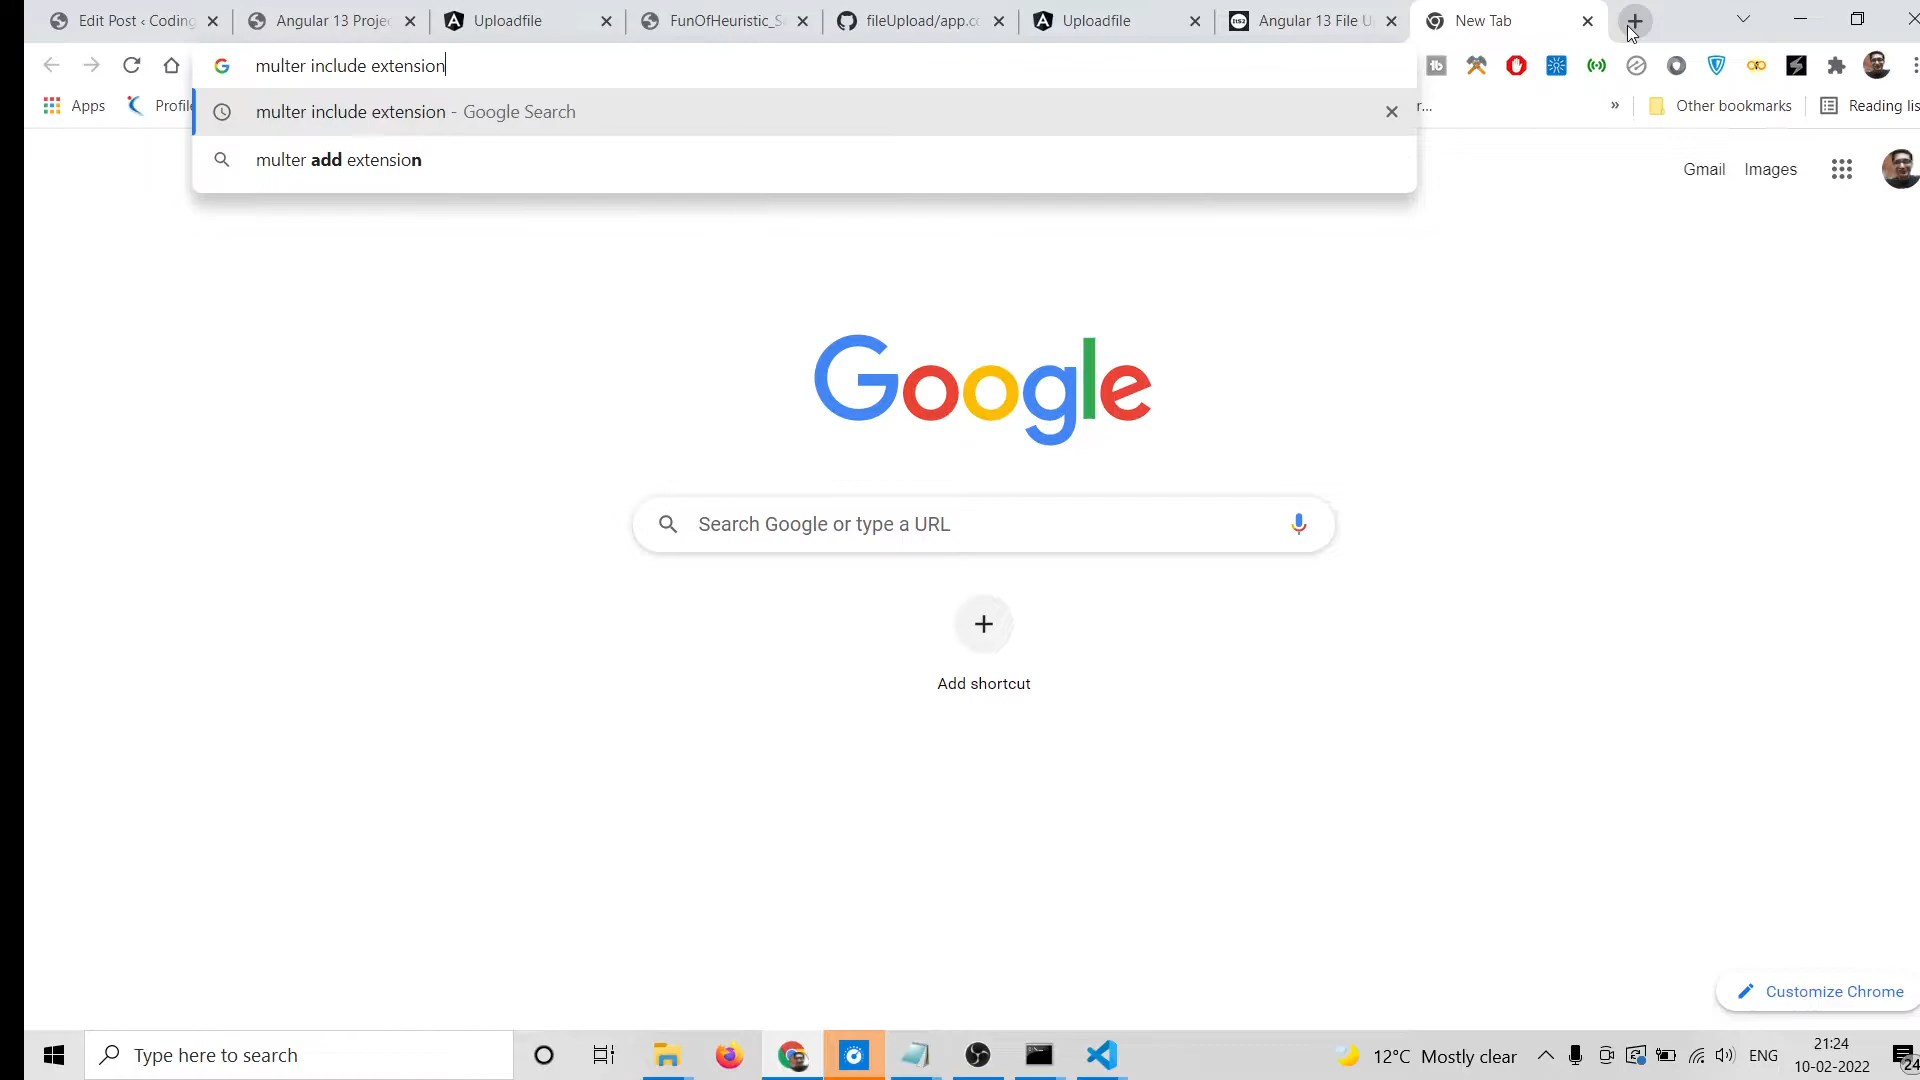 Edit Post ‹ Coding
Angular 13 Projec
Uploadfile
FunOfHeuristic_S
fileUpload/app.c
Uploadfile
Angular 13 File U
New Tab
multer include extension
Apps
Profile
multer include extension - Google Search
r...
»
Other bookmarks
Reading lis
multer add extension
Gmail
Images
Google
Search Google or type a URL
Add shortcut
Customize Chrome
Type here to search
12°C Mostly clear
ENG
21:24
10-02-2022
24